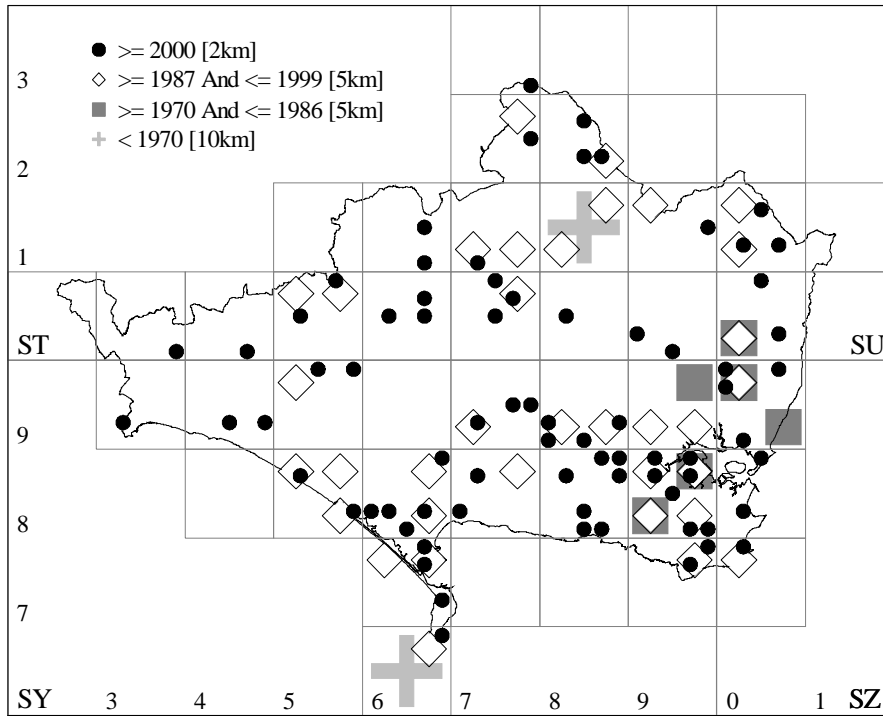 >= 2000 [2km]
>= 1987 And <= 1999 [5km]
>= 1970 And <= 1986 [5km]
< 1970 [10km]
3
2
1
ST SU
9
8
7
SY 3 4 5 6 7 8 9 0 1 SZ